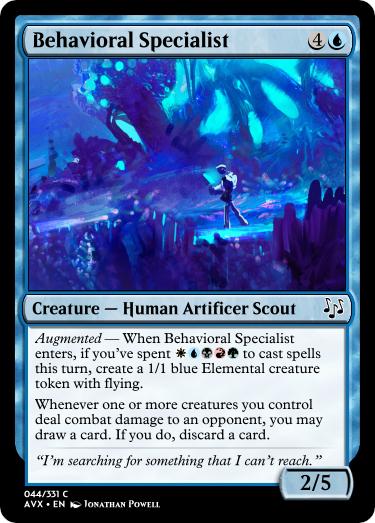 Behavioral Specialist 4
Creature — Human Artificer Scout
Augmented — When Behavioral Specialist
enters, if you've spent to cast spells
this turn, create a 1/1 blue Elemental creature
token with flying.
Whenever one or more creatures you control
deal combat damage to an opponent, you may
draw a card. If you do, discard a card.
“I'm searching for something that I can't reach.”
2/5
044/331 C
AVX • EN Jonathan Powell